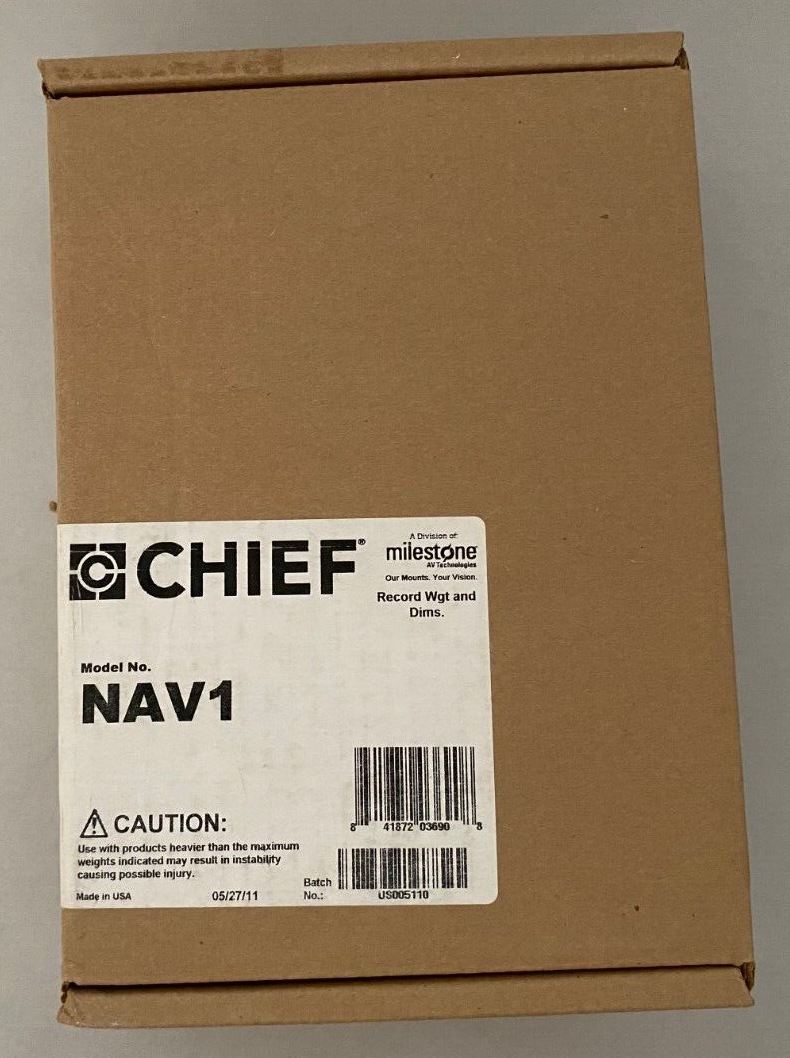 CHIEF®
A Division of:
milestone
AV Technologies
Our Mounts. Your Vision.
Record Wgt and
Dims.
Model No.
NAV1
8 41872 03690 8
CAUTION:
Use with products heavier than the maximum
weights indicated may result in instability
causing possible injury.
Made in USA
05/27/11
Batch
No.:
US005110